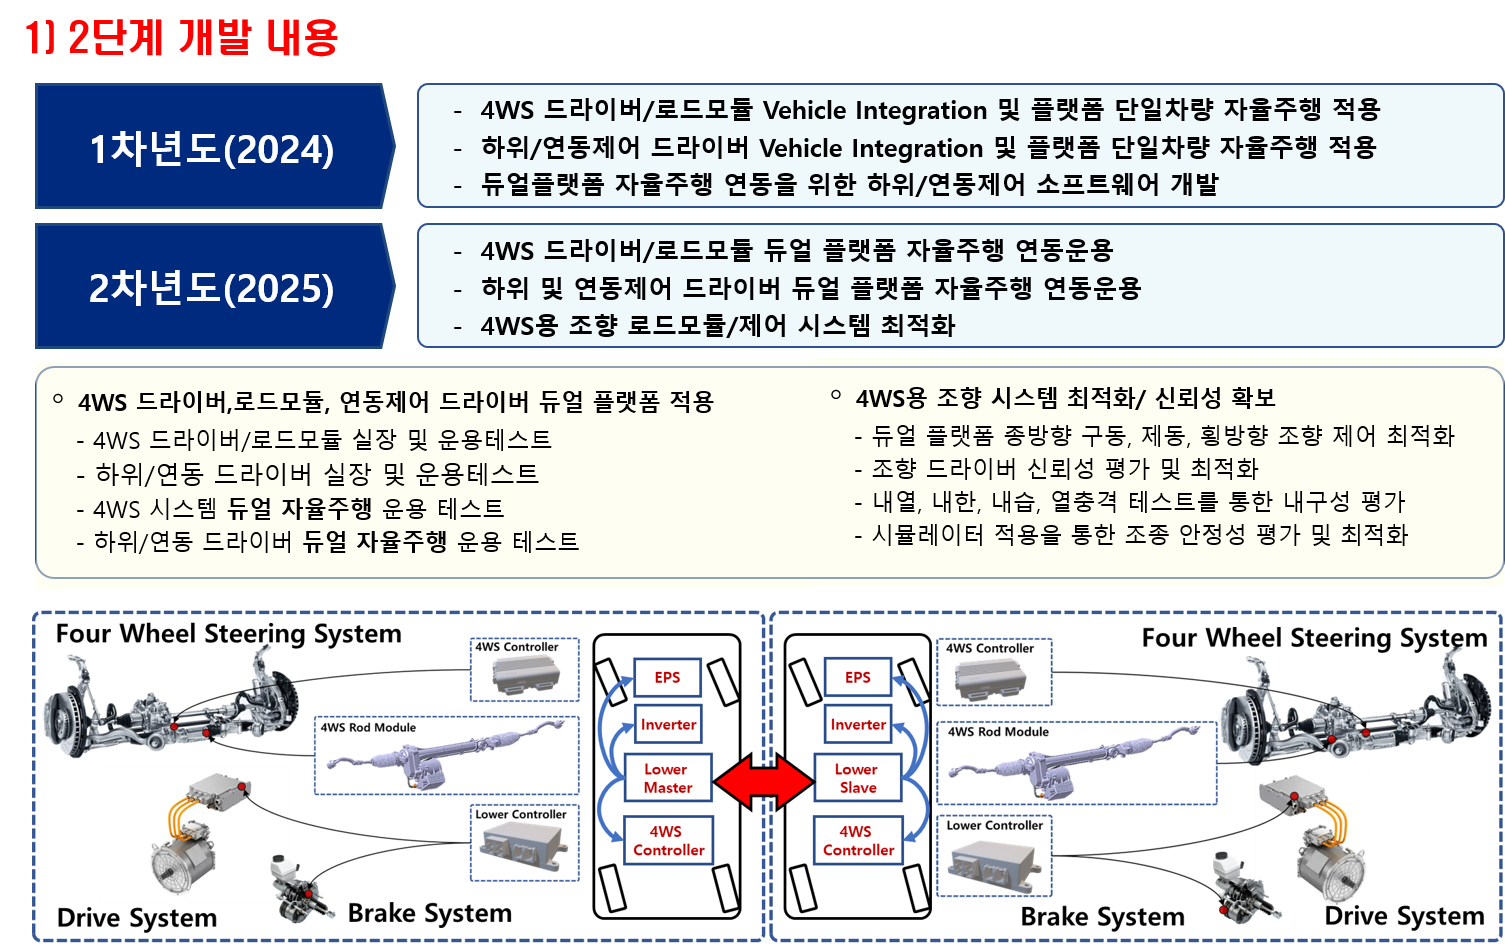 1) 2단계 개발 내용
1차년도(2024)
- 4WS 드라이버/로드모듈 Vehicle Integration 및 플랫폼 단일차량 자율주행 적용
- 하위/연동제어 드라이버 Vehicle Integration 및 플랫폼 단일차량 자율주행 적용
- 듀얼플랫폼 자율주행 연동을 위한 하위/연동제어 소프트웨어 개발
2차년도(2025)
- 4WS 드라이버/로드모듈 듀얼 플랫폼 자율주행 연동운용
- 하위 및 연동제어 드라이버 듀얼 플랫폼 자율주행 연동운용
- 4WS용 조향 로드모듈/제어 시스템 최적화
◦ 4WS 드라이버,로드모듈, 연동제어 드라이버 듀얼 플랫폼 적용
- 4WS 드라이버/로드모듈 실장 및 운용테스트
- 하위/연동 드라이버 실장 및 운용테스트
- 4WS 시스템 듀얼 자율주행 운용 테스트
- 하위/연동 드라이버 듀얼 자율주행 운용 테스트
◦ 4WS용 조향 시스템 최적화/ 신뢰성 확보
- 듀얼 플랫폼 종방향 구동, 제동, 횡방향 조향 제어 최적화
- 조향 드라이버 신뢰성 평가 및 최적화
- 내열, 내한, 내습, 열충격 테스트를 통한 내구성 평가
- 시뮬레이터 적용을 통한 조종 안정성 평가 및 최적화
Four Wheel Steering System
4WS Controller
4WS Rod Module
Lower Controller
Drive System
Brake System
EPS
Inverter
Lower
Master
4WS
Controller
EPS
Inverter
Lower
Slave
4WS
Controller
4WS Controller
Four Wheel Steering System
4WS Rod Module
Lower Controller
Brake System
Drive System